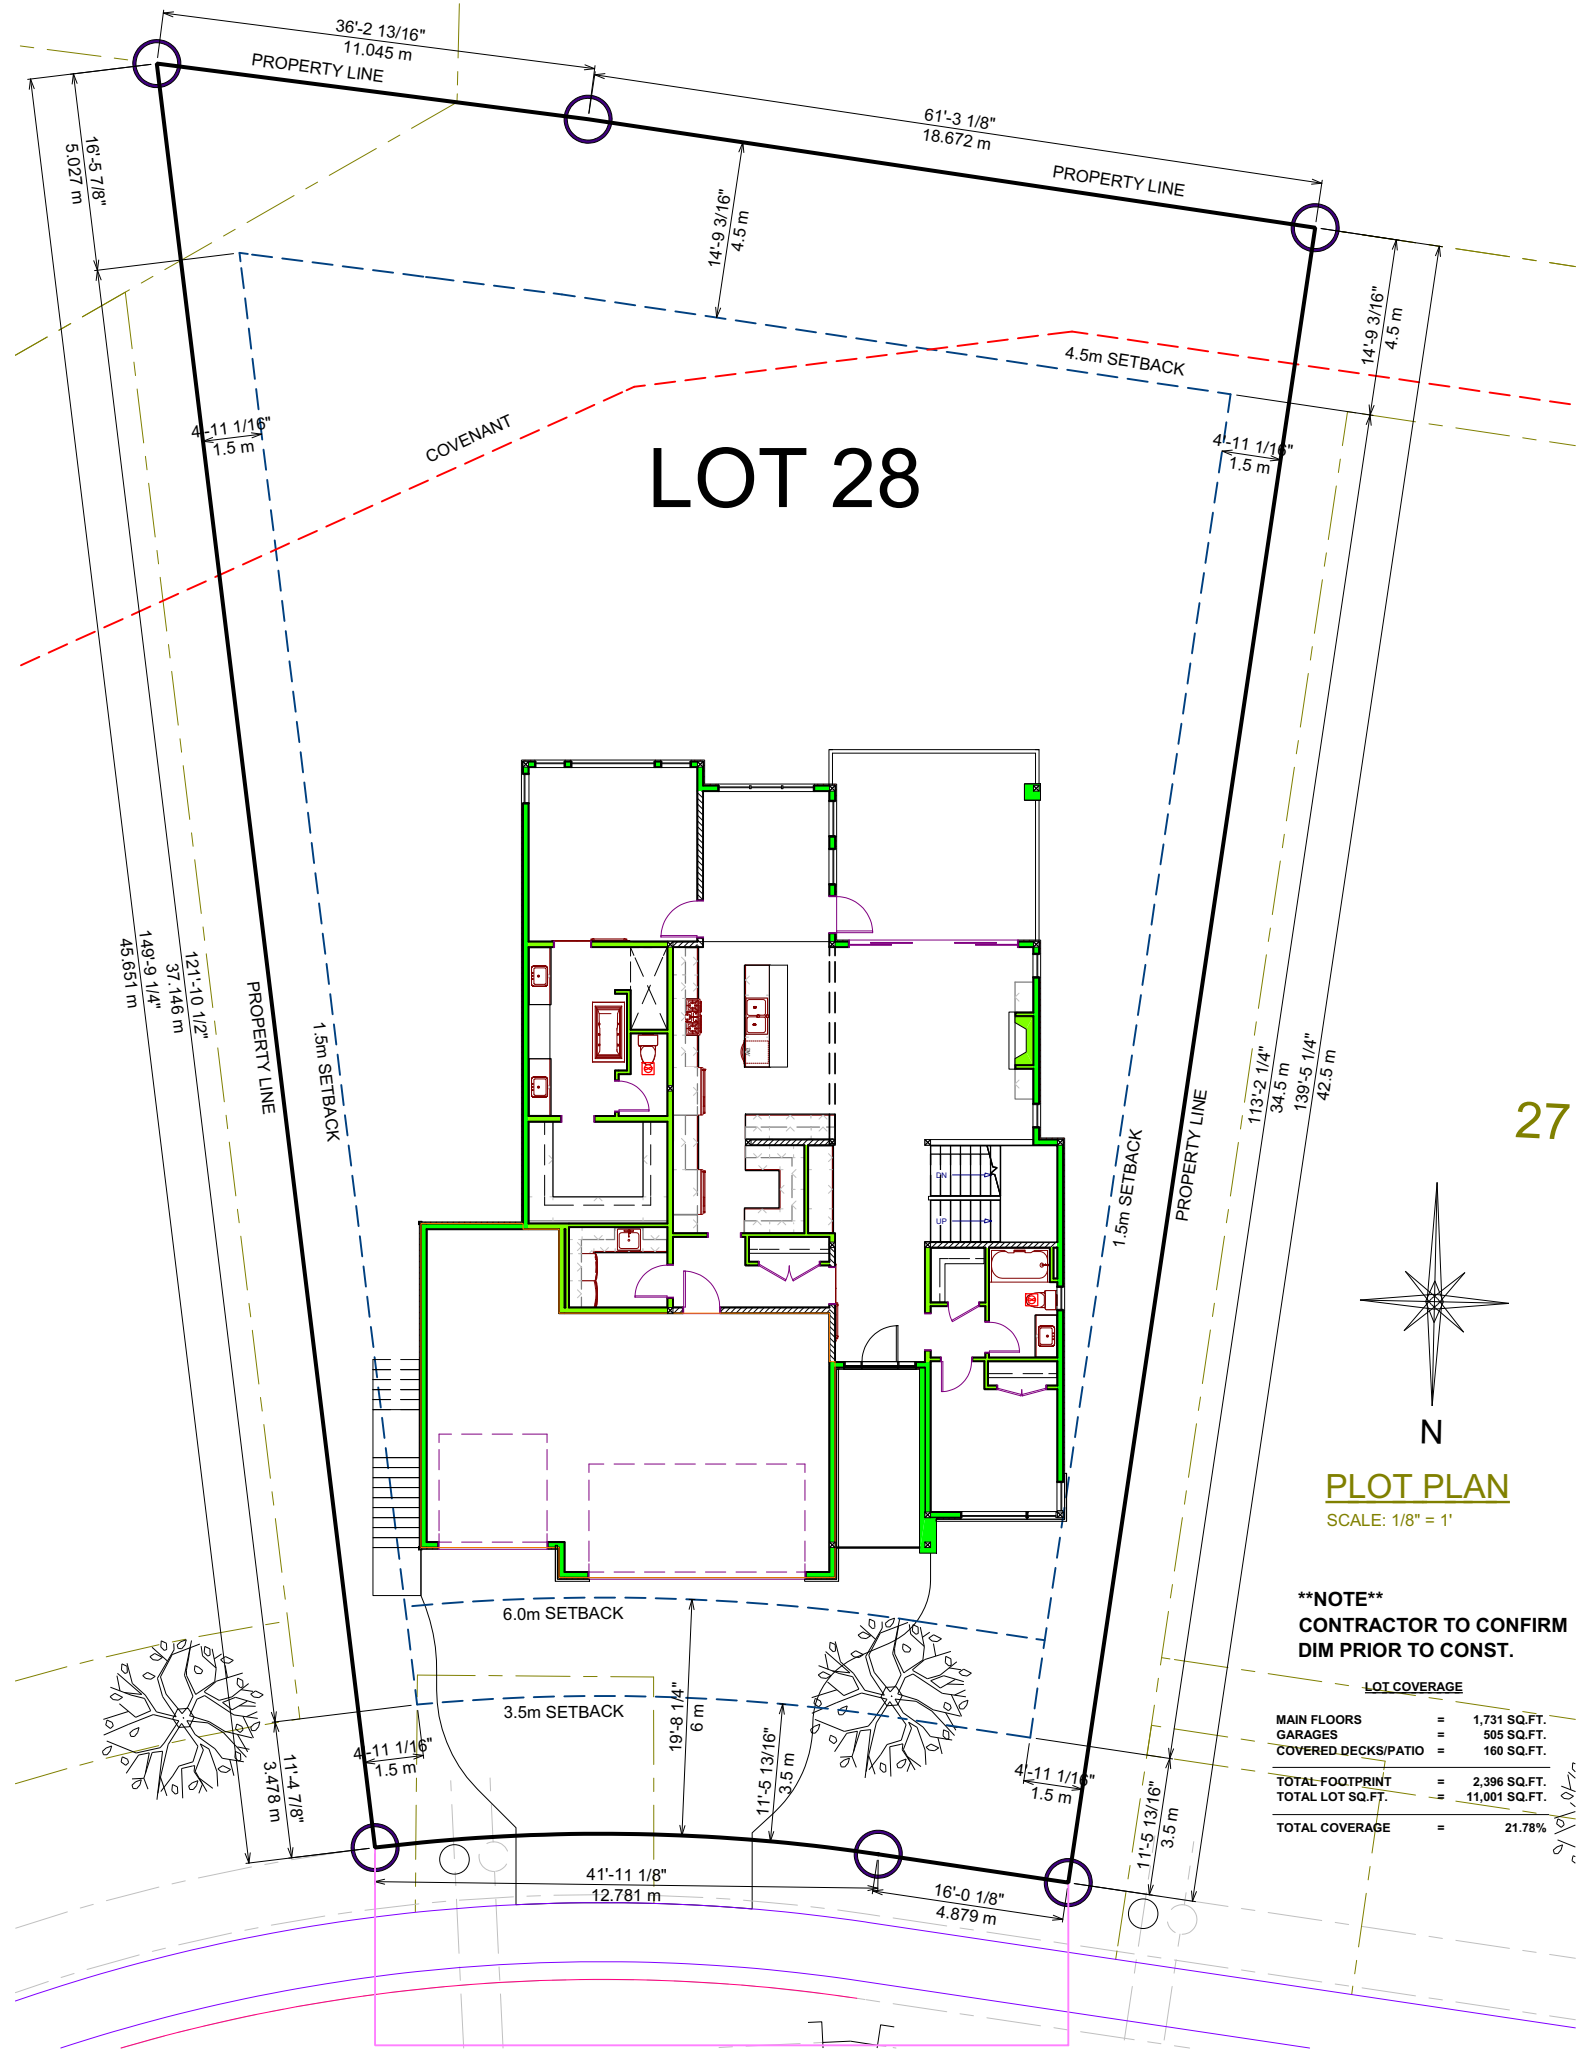 36'-2 13/16"
11.045 m
PROPERTY LINE
61'-3 1/8"
18.672 m
PROPERTY LINE
16'-5 7/8"
5.027 m
14'-9 3/16"
4.5 m
14'-9 3/16"
4.5 m
4.5m SETBACK
4'-11 1/16"
1.5 m
COVENANT
LOT 28
4'-11 1/16"
1.5 m
149'-9 1/4"
45.651 m
121'-10 1/2"
37.146 m
PROPERTY LINE
1.5m SETBACK
DN
UP
1.5m SETBACK
PROPERTY LINE
113'-2 1/4"
34.5 m
139'-5 1/4"
42.5 m
27
N
PLOT PLAN
SCALE: 1/8" = 1'
6.0m SETBACK
3.5m SETBACK
19'-8 1/4"
6 m
11'-5 13/16"
3.5 m
4'-11 1/16"
1.5 m
11'-4 7/8"
3.478 m
4'-11 1/16"
1.5 m
11'-5 13/16"
3.5 m
41'-11 1/8"
12.781 m
16'-0 1/8"
4.879 m
**NOTE**
CONTRACTOR TO CONFIRM
DIM PRIOR TO CONST.
LOT COVERAGE
MAIN FLOORS = 1,731 SQ.FT.
GARAGES = 505 SQ.FT.
COVERED DECKS/PATIO = 160 SQ.FT.
TOTAL FOOTPRINT = 2,396 SQ.FT.
TOTAL LOT SQ.FT. = 11,001 SQ.FT.
TOTAL COVERAGE = 21.78%